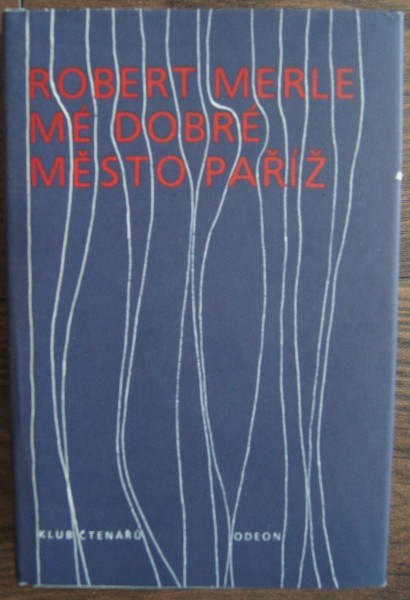 ROBERT MERLE
MÉ DOBRÉ
MĚSTO PAŘÍŽ
KLUB ČTENÁŘŮ ODEON